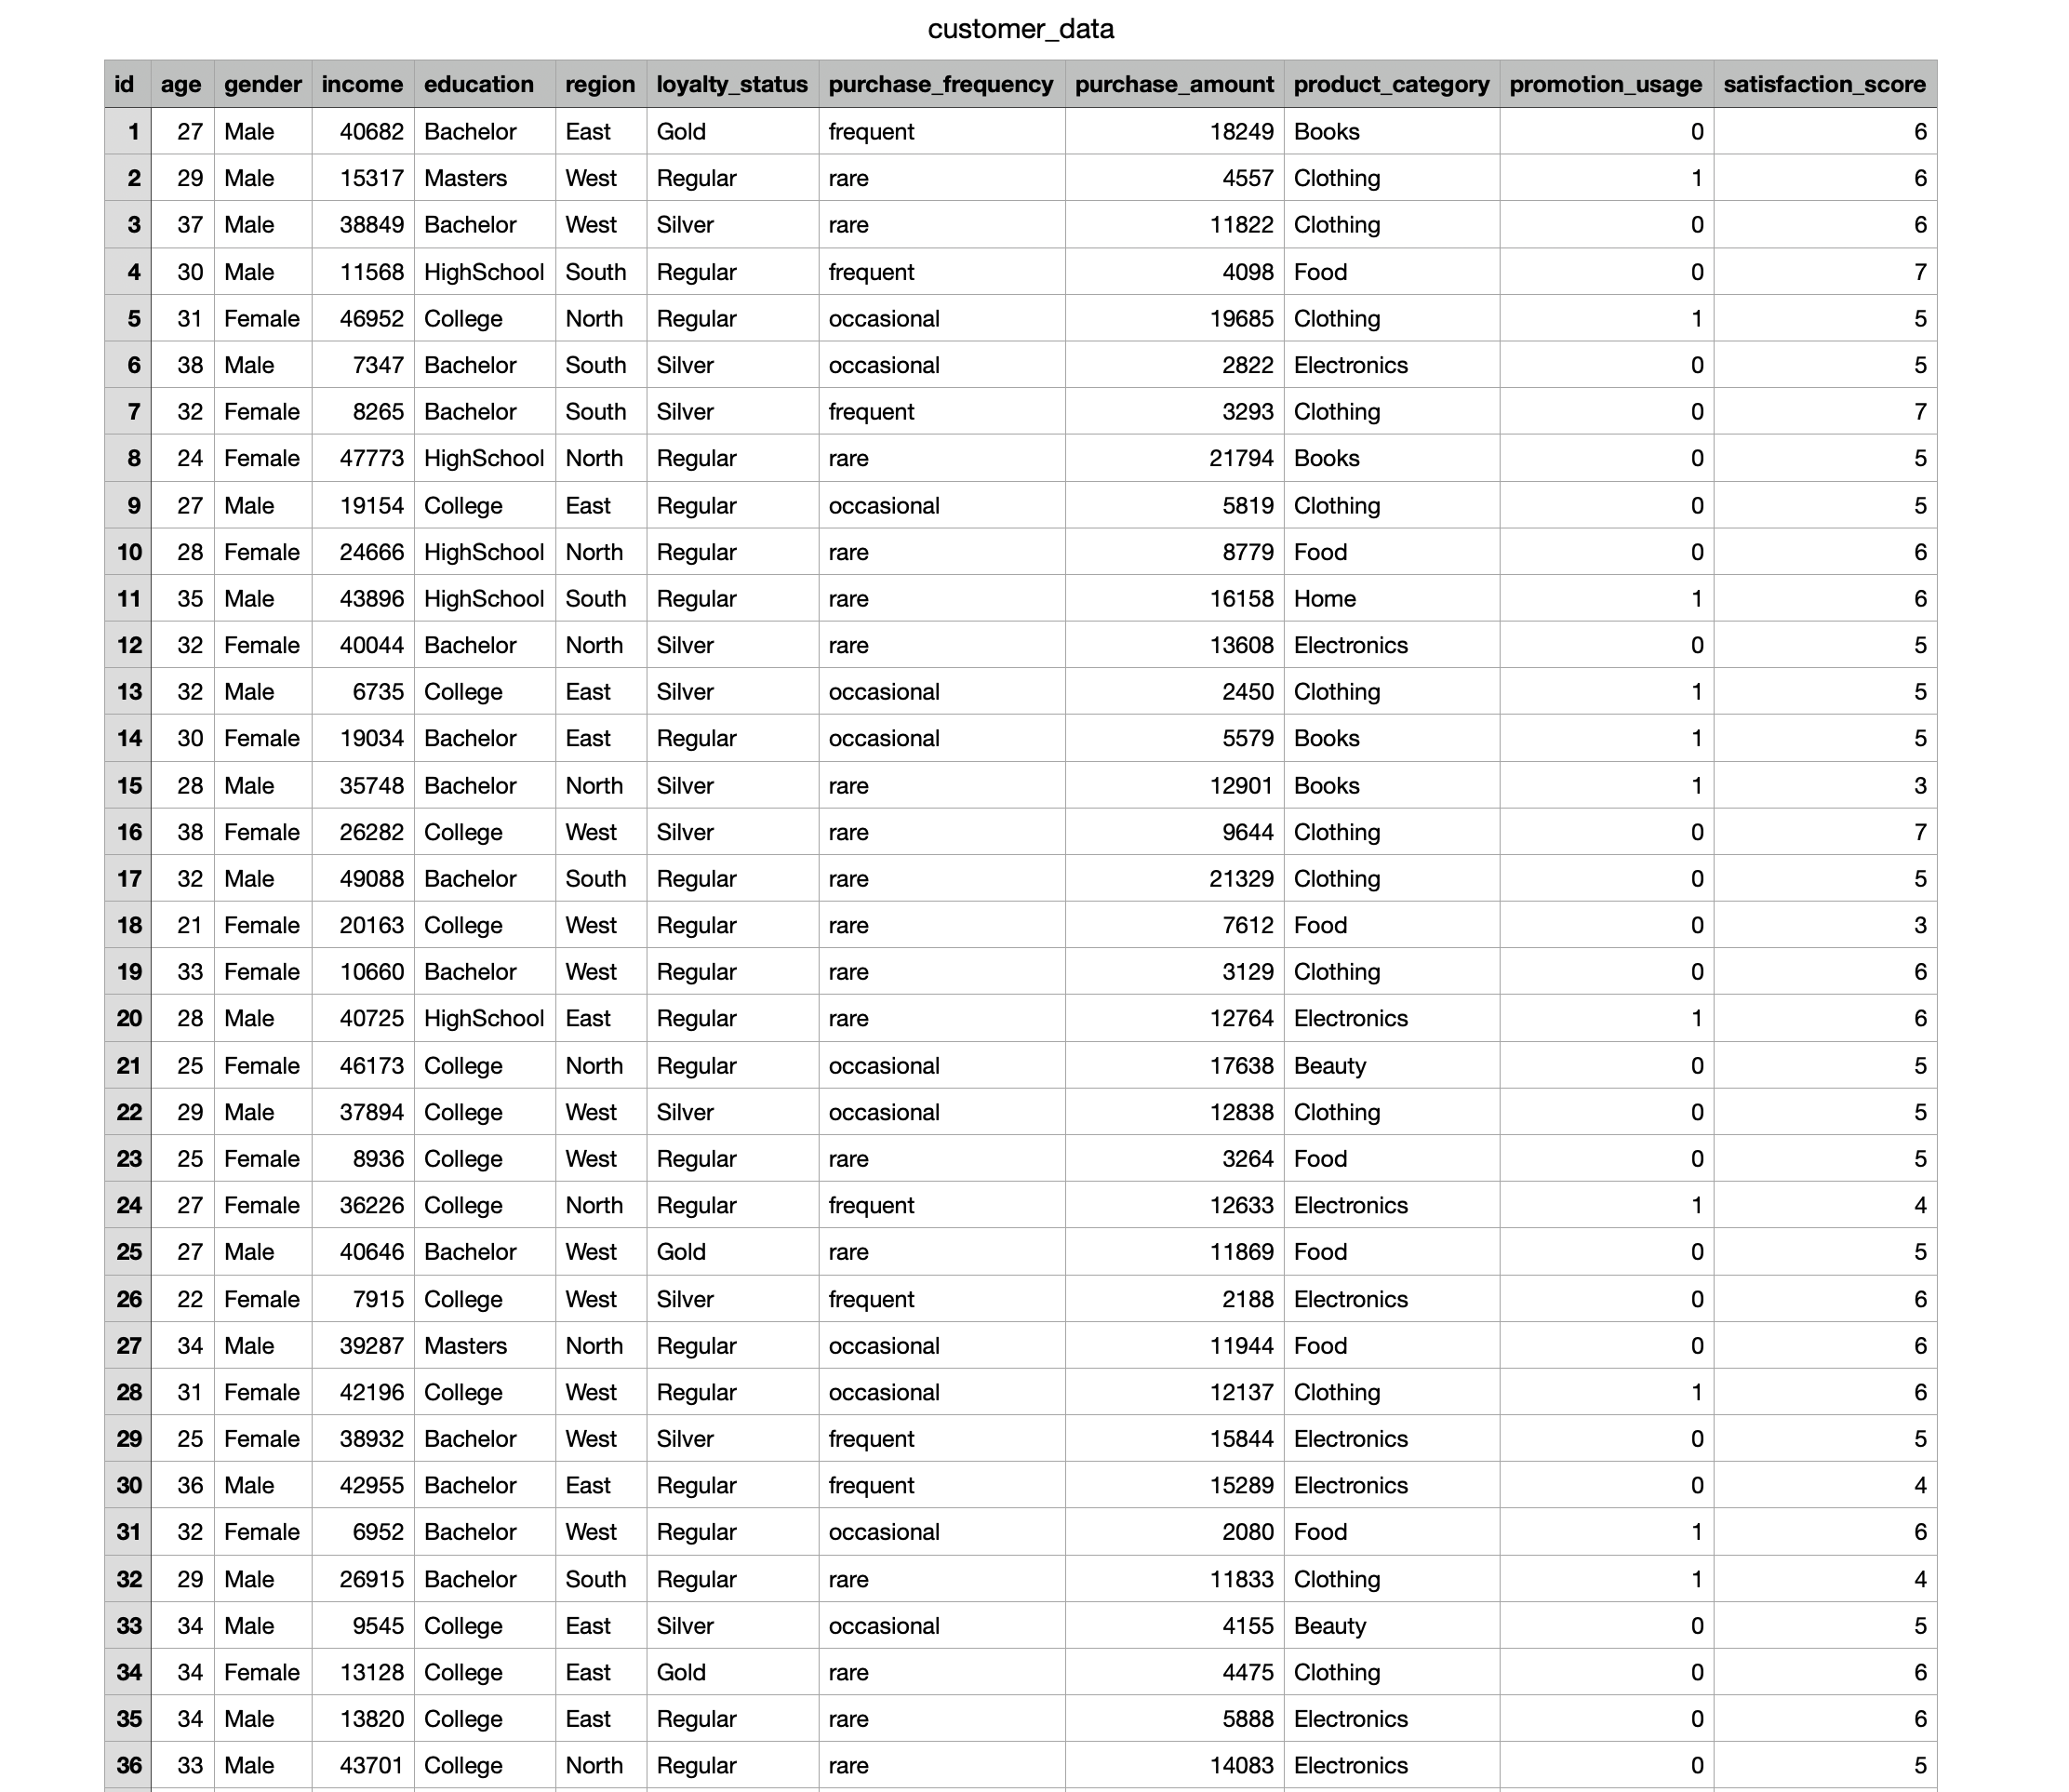 customer_data
id age gender income education region loyalty_status purchase_frequency purchase_amount product_category promotion_usage satisfaction_score
1 27 Male 40682 Bachelor East Gold frequent 18249 Books 0 6
2 29 Male 15317 Masters West Regular rare 4557 Clothing 1 6
3 37 Male 38849 Bachelor West Silver rare 11822 Clothing 0 6
4 30 Male 11568 HighSchool South Regular frequent 4098 Food 0 7
5 31 Female 46952 College North Regular occasional 19685 Clothing 1 5
6 38 Male 7347 Bachelor South Silver occasional 2822 Electronics 0 5
7 32 Female 8265 Bachelor South Silver frequent 3293 Clothing 0 7
8 24 Female 47773 HighSchool North Regular rare 21794 Books 0 5
9 27 Male 19154 College East Regular occasional 5819 Clothing 0 5
10 28 Female 24666 HighSchool North Regular rare 8779 Food 0 6
11 35 Male 43896 HighSchool South Regular rare 16158 Home 1 6
12 32 Female 40044 Bachelor North Silver rare 13608 Electronics 0 5
13 32 Male 6735 College East Silver occasional 2450 Clothing 1 5
14 30 Female 19034 Bachelor East Regular occasional 5579 Books 1 5
15 28 Male 35748 Bachelor North Silver rare 12901 Books 1 3
16 38 Female 26282 College West Silver rare 9644 Clothing 0 7
17 32 Male 49088 Bachelor South Regular rare 21329 Clothing 0 5
18 21 Female 20163 College West Regular rare 7612 Food 0 3
19 33 Female 10660 Bachelor West Regular rare 3129 Clothing 0 6
20 28 Male 40725 HighSchool East Regular rare 12764 Electronics 1 6
21 25 Female 46173 College North Regular occasional 17638 Beauty 0 5
22 29 Male 37894 College West Silver occasional 12838 Clothing 0 5
23 25 Female 8936 College West Regular rare 3264 Food 0 5
24 27 Female 36226 College North Regular frequent 12633 Electronics 1 4
25 27 Male 40646 Bachelor West Gold rare 11869 Food 0 5
26 22 Female 7915 College West Silver frequent 2188 Electronics 0 6
27 34 Male 39287 Masters North Regular occasional 11944 Food 0 6
28 31 Female 42196 College West Regular occasional 12137 Clothing 1 6
29 25 Female 38932 Bachelor West Silver frequent 15844 Electronics 0 5
30 36 Male 42955 Bachelor East Regular frequent 15289 Electronics 0 4
31 32 Female 6952 Bachelor West Regular occasional 2080 Food 1 6
32 29 Male 26915 Bachelor South Regular rare 11833 Clothing 1 4
33 34 Male 9545 College East Silver occasional 4155 Beauty 0 5
34 34 Female 13128 College East Gold rare 4475 Clothing 0 6
35 34 Male 13820 College East Regular rare 5888 Electronics 0 6
36 33 Male 43701 College North Regular rare 14083 Electronics 0 5